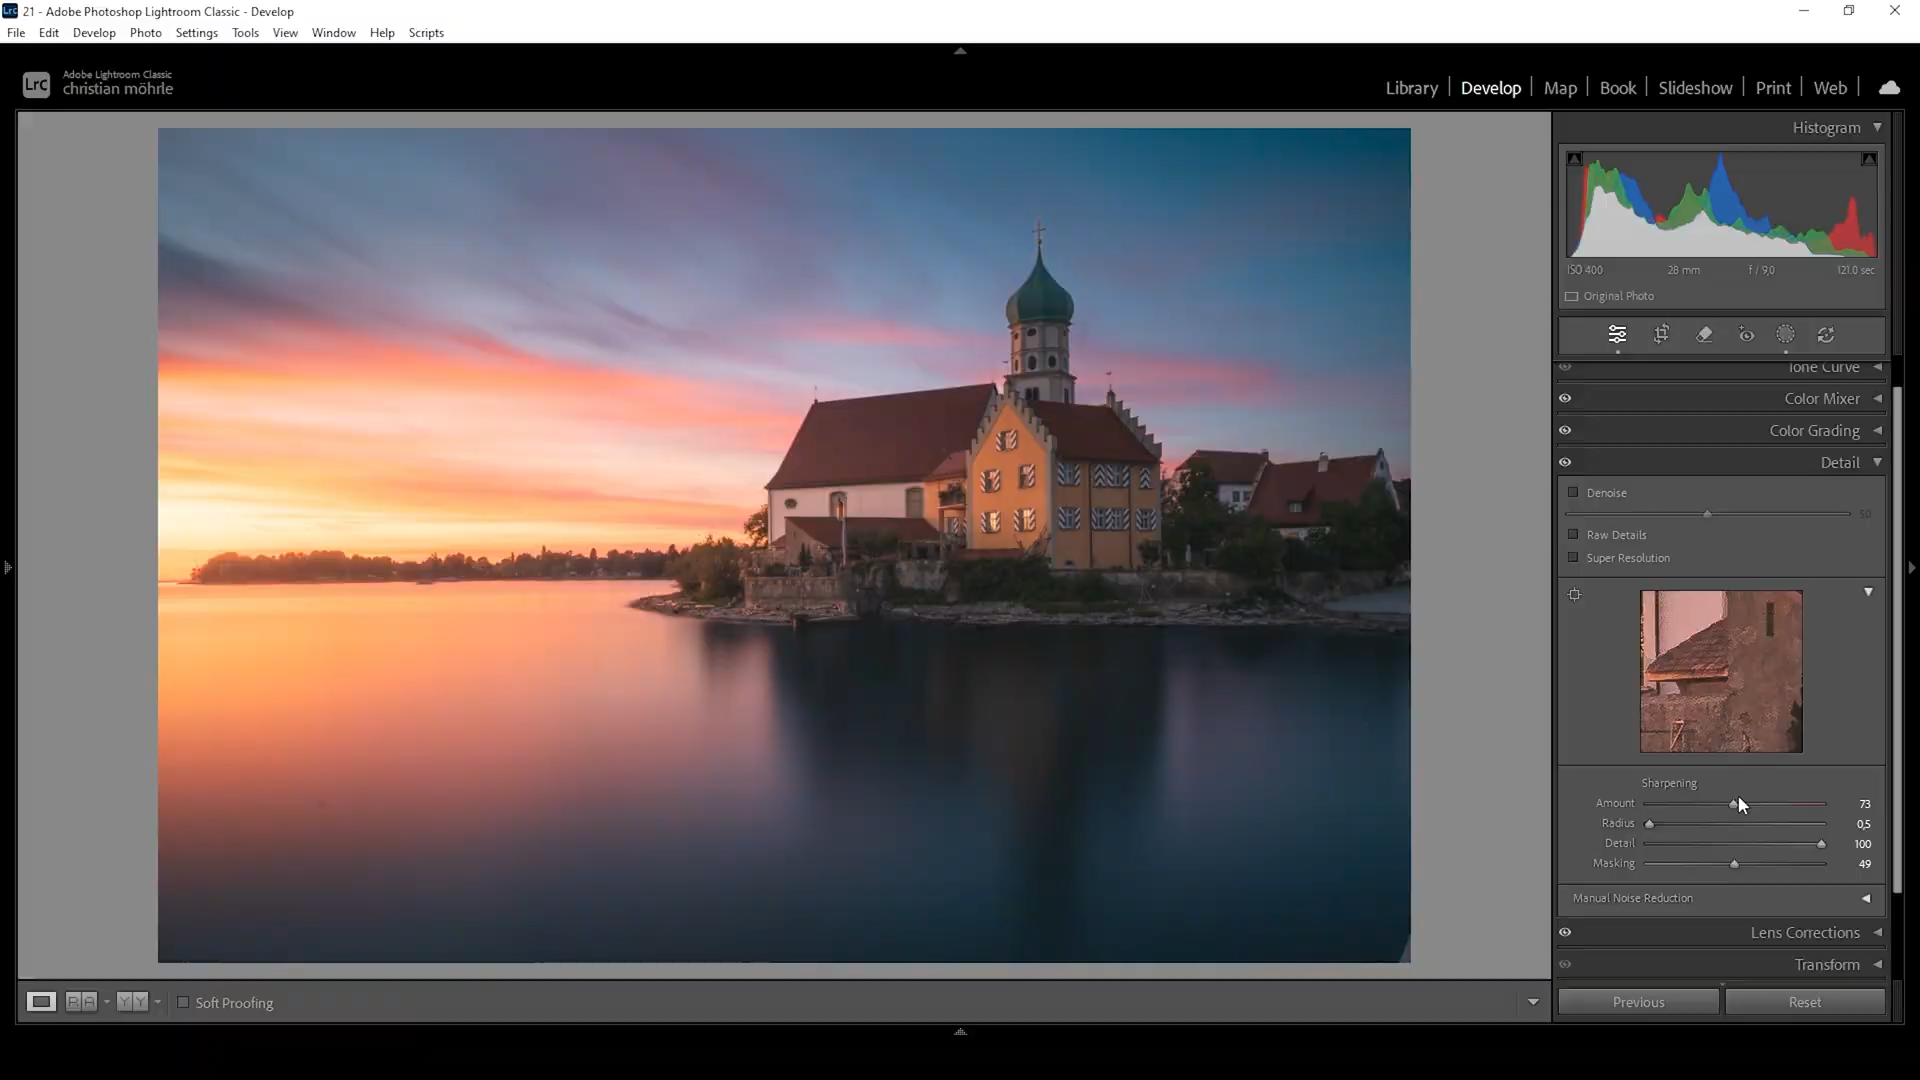 21 - Adobe Photoshop Lightroom Classic - Develop
File Edit Develop Photo Settings Tools View Window Help Scripts
Lrc
Adobe Lightroom Classic
christian möhrle
Library Develop Map Book Slideshow Print Web
Histogram
ISO 400 28 mm f / 9,0 121,0 sec
Original Photo
Tone Curve
Color Mixer
Color Grading
Detail
Denoise
50
Raw Details
Super Resolution
Sharpening
Amount 73
Radius 0,5
Detail 100
Masking 49
Manual Noise Reduction
Lens Corrections
Transform
Soft Proofing
Previous Reset